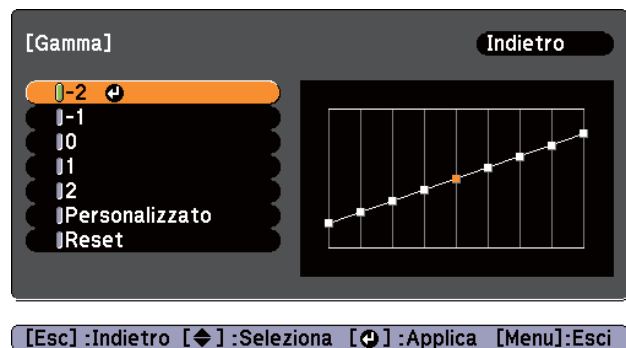 [Gamma]
Indietro
-2
-1
0
1
2
Personalizzato
Reset
[Esc] :Indietro [◆] :Seleziona [↵] :Applica [Menu]:Esci